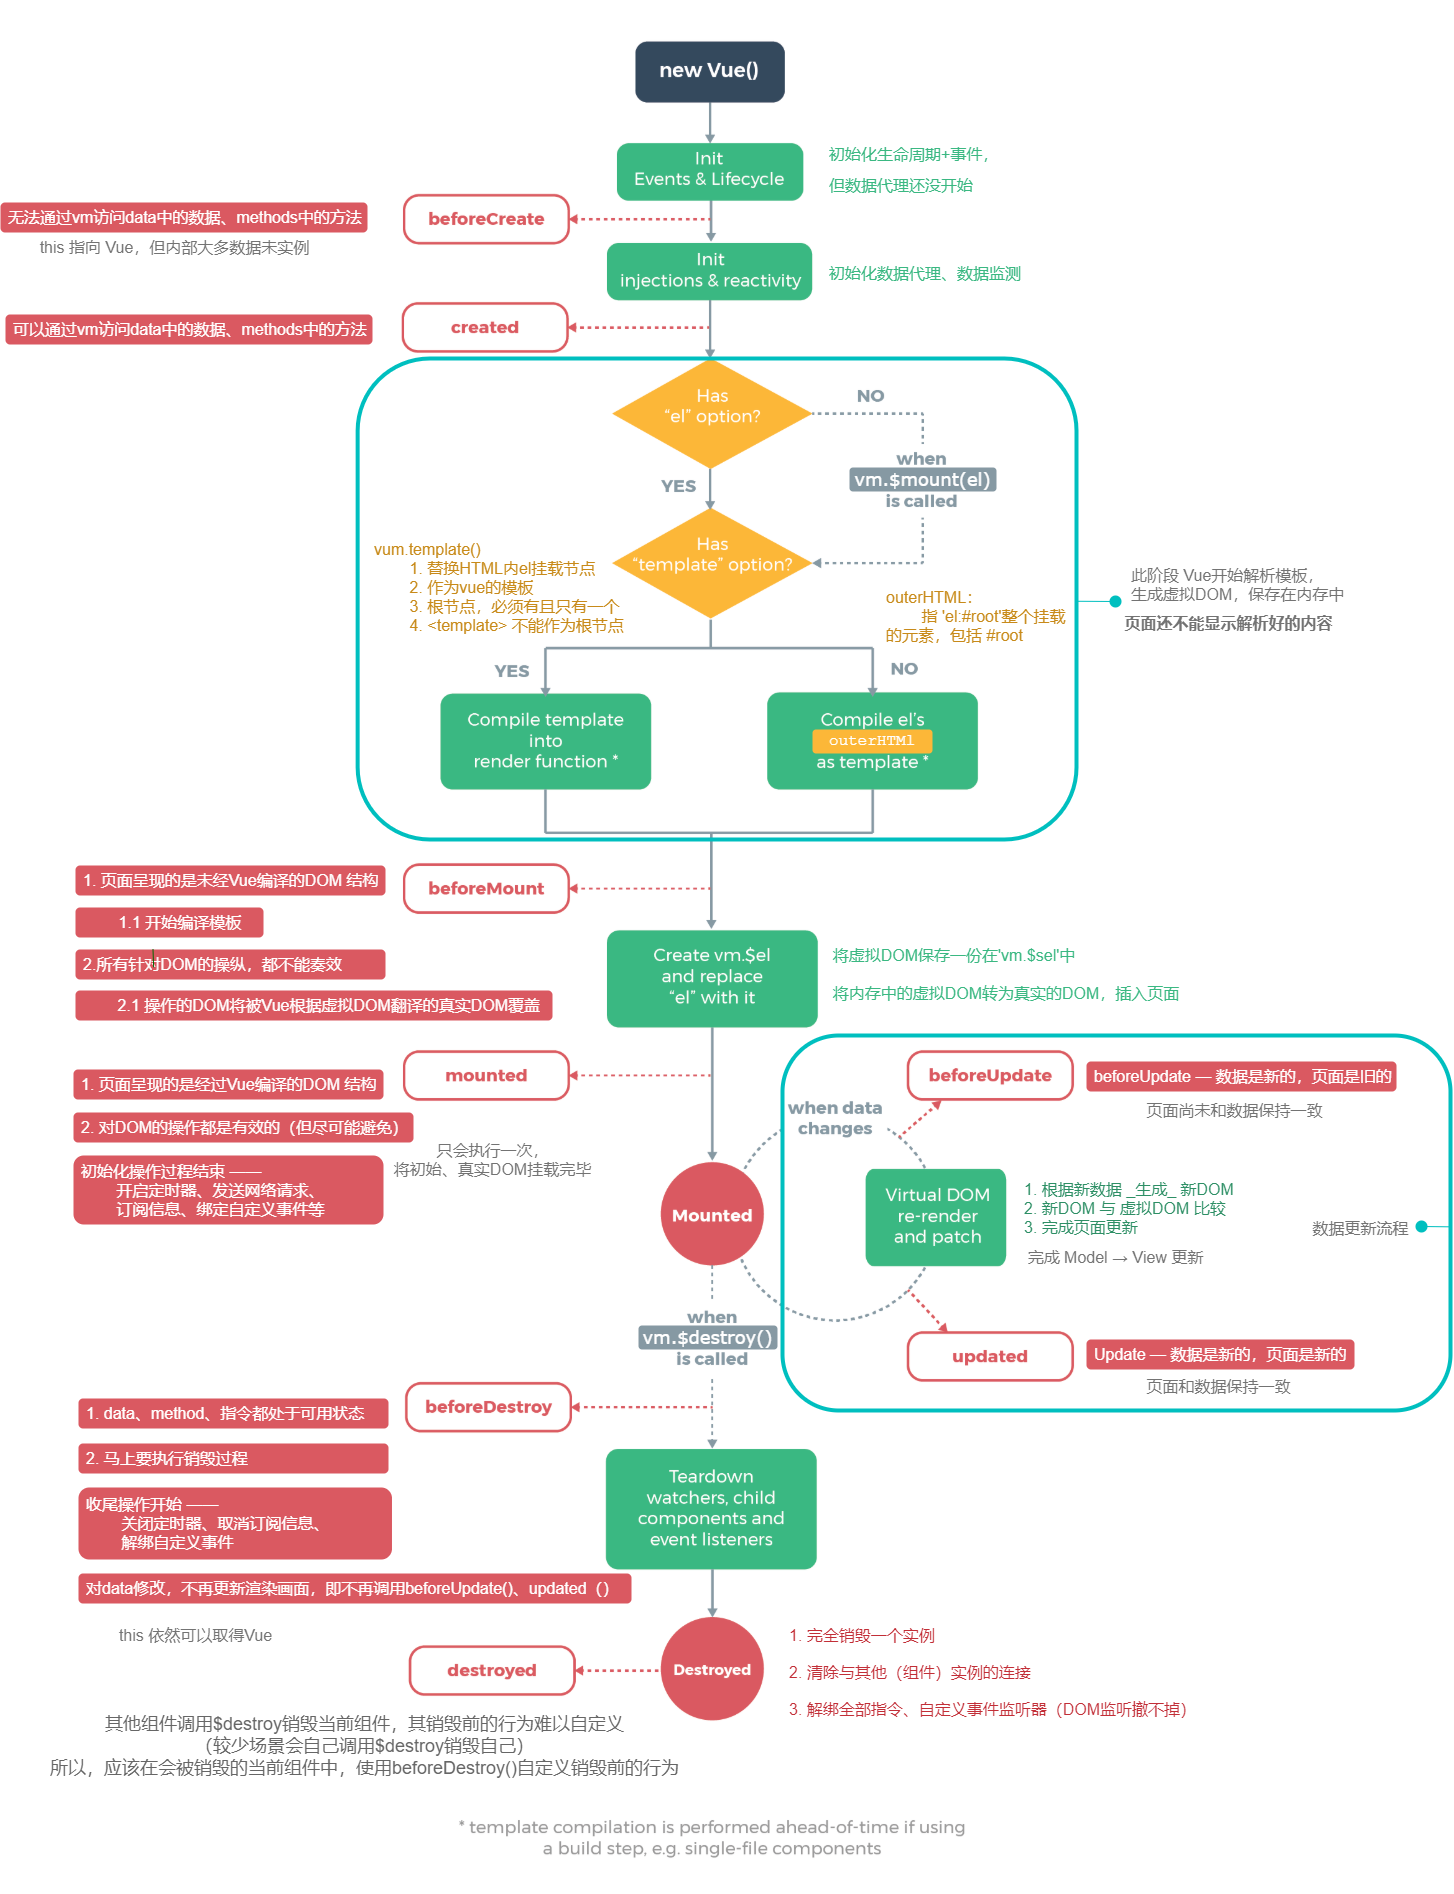 new Vue()
Init
Events & Lifecycle
初始化生命周期+事件,
但数据代理还没开始
无法通过vm访问data中的数据、methods中的方法
beforeCreate
this 指向 Vue，但内部大多数据未实例
Init
injections & reactivity
初始化数据代理、数据监测
可以通过vm访问data中的数据、methods中的方法
created
Has
“el” option?
NO
when
vm.$mount(el)
is called
YES
Has
“template” option?
vum.template()
1. 替换HTML内el挂载节点
2. 作为vue的模板
3. 根节点，必须有且只有一个
4. <template> 不能作为根节点
outerHTML：
指 'el:#root'整个挂载
的元素，包括 #root
此阶段 Vue开始解析模板，
生成虚拟DOM，保存在内存中
页面还不能显示解析好的内容
YES
NO
Compile template
into
render function *
Compile el’s
outerHTMl
as template *
1. 页面呈现的是未经Vue编译的DOM 结构
beforeMount
1.1 开始编译模板
2.所有针对DOM的操纵，都不能奏效
2.1 操作的DOM将被Vue根据虚拟DOM翻译的真实DOM覆盖
Create vm.$el
and replace
“el” with it
将虚拟DOM保存一份在'vm.$sel'中
将内存中的虚拟DOM转为真实的DOM，插入页面
1. 页面呈现的是经过Vue编译的DOM 结构
mounted
2. 对DOM的操作都是有效的（但尽可能避免）
初始化操作过程结束 ——
开启定时器、发送网络请求、
订阅信息、绑定自定义事件等
只会执行一次，
将初始、真实DOM挂载完毕
Mounted
when data
changes
beforeUpdate
beforeUpdate — 数据是新的，页面是旧的
页面尚未和数据保持一致
Virtual DOM
re-render
and patch
1. 根据新数据 _生成_ 新DOM
2. 新DOM 与 虚拟DOM 比较
3. 完成页面更新
完成 Model → View 更新
数据更新流程
updated
Update — 数据是新的，页面是新的
页面和数据保持一致
when
vm.$destroy()
is called
1. data、method、指令都处于可用状态
beforeDestroy
2. 马上要执行销毁过程
收尾操作开始 ——
关闭定时器、取消订阅信息、
解绑自定义事件
Teardown
watchers, child
components and
event listeners
对data修改，不再更新渲染画面，即不再调用beforeUpdate()、updated（）
this 依然可以取得Vue
destroyed
Destroyed
1. 完全销毁一个实例
2. 清除与其他（组件）实例的连接
3. 解绑全部指令、自定义事件监听器（DOM监听撤不掉）
其他组件调用$destroy销毁当前组件，其销毁前的行为难以自定义
（较少场景会自己调用$destroy销毁自己）
所以，应该在会被销毁的当前组件中，使用beforeDestroy()自定义销毁前的行为
* template compilation is performed ahead-of-time if using
a build step, e.g. single-file components